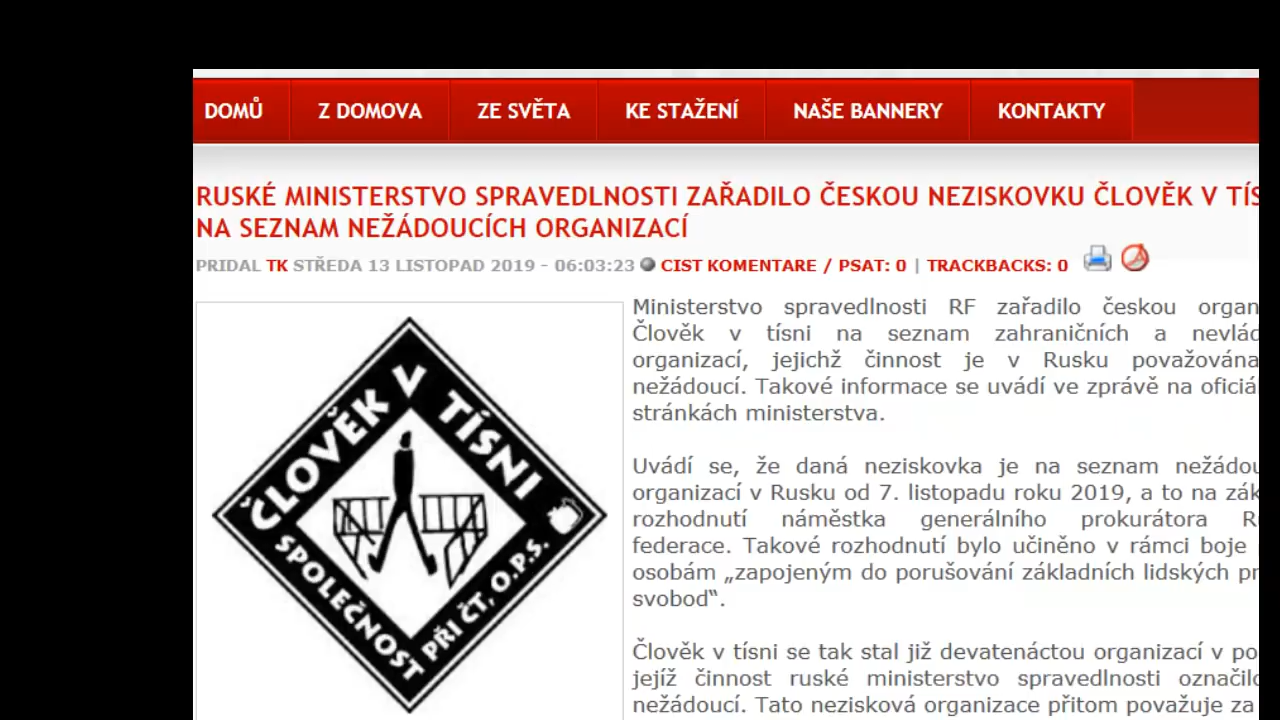 DOMŮ Z DOMOVA ZE SVĚTA KE STAŽENÍ NAŠE BANNERY KONTAKTY
RUSKÉ MINISTERSTVO SPRAVEDLNOSTI ZAŘADILO ČESKOU NEZISKOVKU ČLOVĚK V TÍS
NA SEZNAM NEŽÁDOUCÍCH ORGANIZACÍ
PRIDAL TK STŘEDA 13 LISTOPAD 2019 - 06:03:23 CIST KOMENTARE / PSAT: 0 | TRACKBACKS: 0
ČLOVĚK V TÍSNI
SPOLEČNOST PŘI ČT, O.P.S.
Ministerstvo spravedlnosti RF zařadilo českou organ
Člověk v tísni na seznam zahraničních a nevlád
organizací, jejichž činnost je v Rusku považována
nežádoucí. Takové informace se uvádí ve zprávě na oficiá
stránkách ministerstva.
Uvádí se, že daná neziskovka je na seznam nežádou
organizací v Rusku od 7. listopadu roku 2019, a to na zák
rozhodnutí náměstka generálního prokurátora R
federace. Takové rozhodnutí bylo učiněno v rámci boje
osobám „zapojeným do porušování základních lidských pr
svobod“.
Člověk v tísni se tak stal již devatenáctou organizací v po
jejíž činnost ruské ministerstvo spravedlnosti označilo
nežádoucí. Tato nezisková organizace přitom považuje za